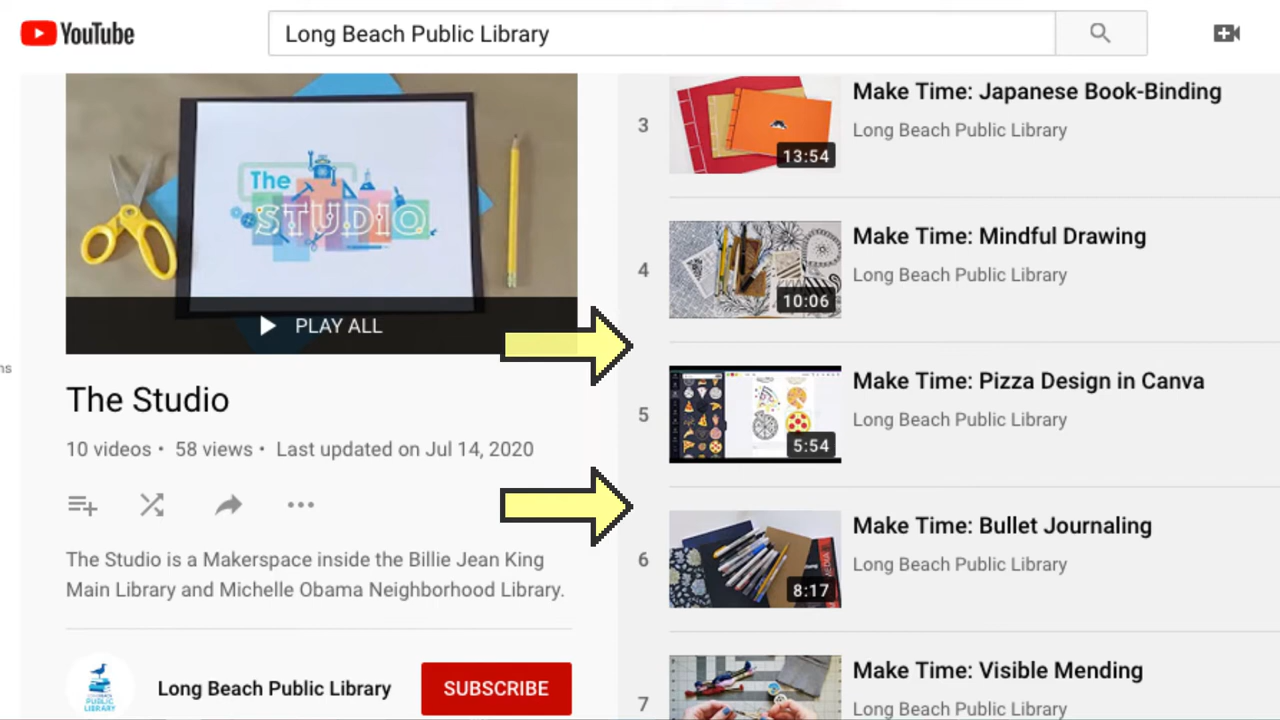 YouTube
Long Beach Public Library
The
STUDIO
PLAY ALL
The Studio
10 videos • 58 views • Last updated on Jul 14, 2020
The Studio is a Makerspace inside the Billie Jean King
Main Library and Michelle Obama Neighborhood Library.
PUBLIC
LIBRARY
Long Beach Public Library
SUBSCRIBE
3
13:54
Make Time: Japanese Book-Binding
Long Beach Public Library
4
10:06
Make Time: Mindful Drawing
Long Beach Public Library
5
5:54
Make Time: Pizza Design in Canva
Long Beach Public Library
6
8:17
Make Time: Bullet Journaling
Long Beach Public Library
7
Make Time: Visible Mending
Long Beach Public Library